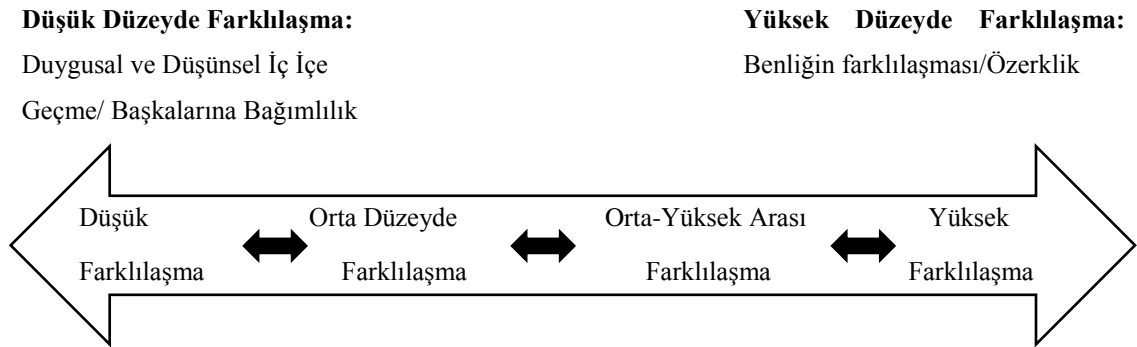 Düşük Düzeyde Farklılaşma:
Duygusal ve Düşünsel İç İçe
Geçme/ Başkalarına Bağımlılık
Yüksek Düzeyde Farklılaşma:
Benliğin farklılaşması/Özerklik
Düşük
Farklılaşma
Orta Düzeyde
Farklılaşma
Orta-Yüksek Arası
Farklılaşma
Yüksek
Farklılaşma